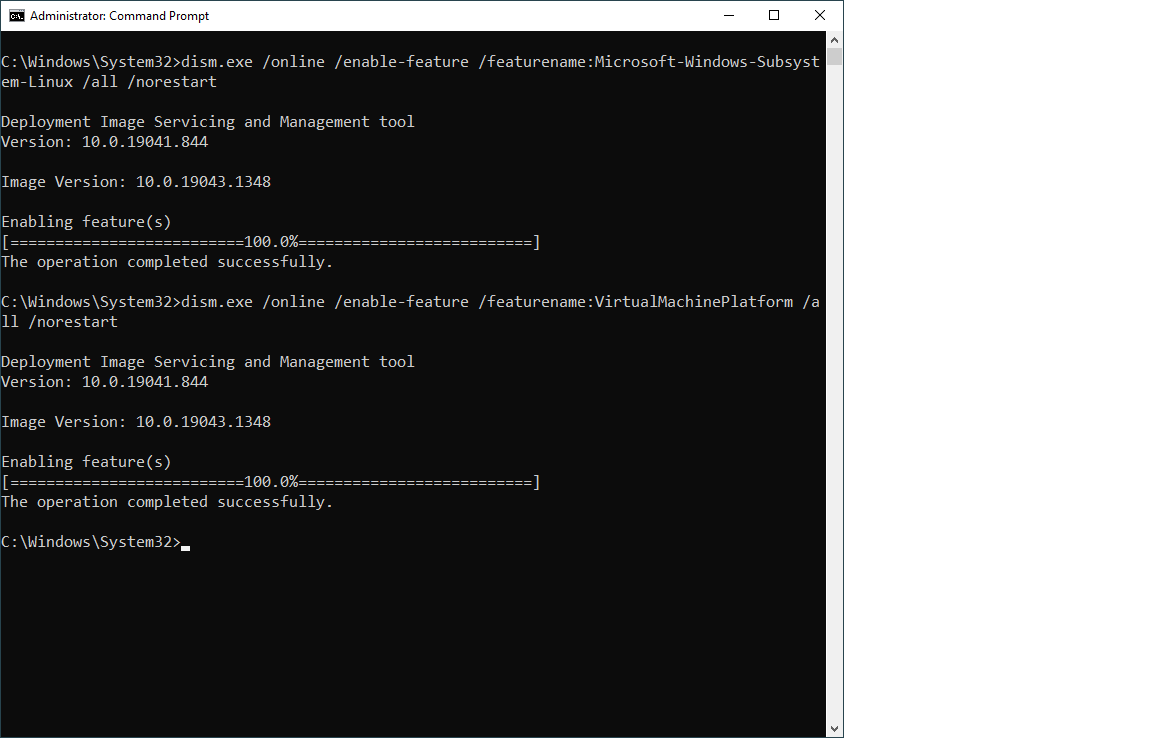 Administrator: Command Prompt
C:\Windows\System32>dism.exe /online /enable-feature /featurename:Microsoft-Windows-Subsyst
em-Linux /all /norestart
Deployment Image Servicing and Management tool
Version: 10.0.19041.844
Image Version: 10.0.19043.1348
Enabling feature(s)
[==========================100.0%==========================]
The operation completed successfully.
C:\Windows\System32>dism.exe /online /enable-feature /featurename:VirtualMachinePlatform /a
ll /norestart
Deployment Image Servicing and Management tool
Version: 10.0.19041.844
Image Version: 10.0.19043.1348
Enabling feature(s)
[==========================100.0%==========================]
The operation completed successfully.
C:\Windows\System32>